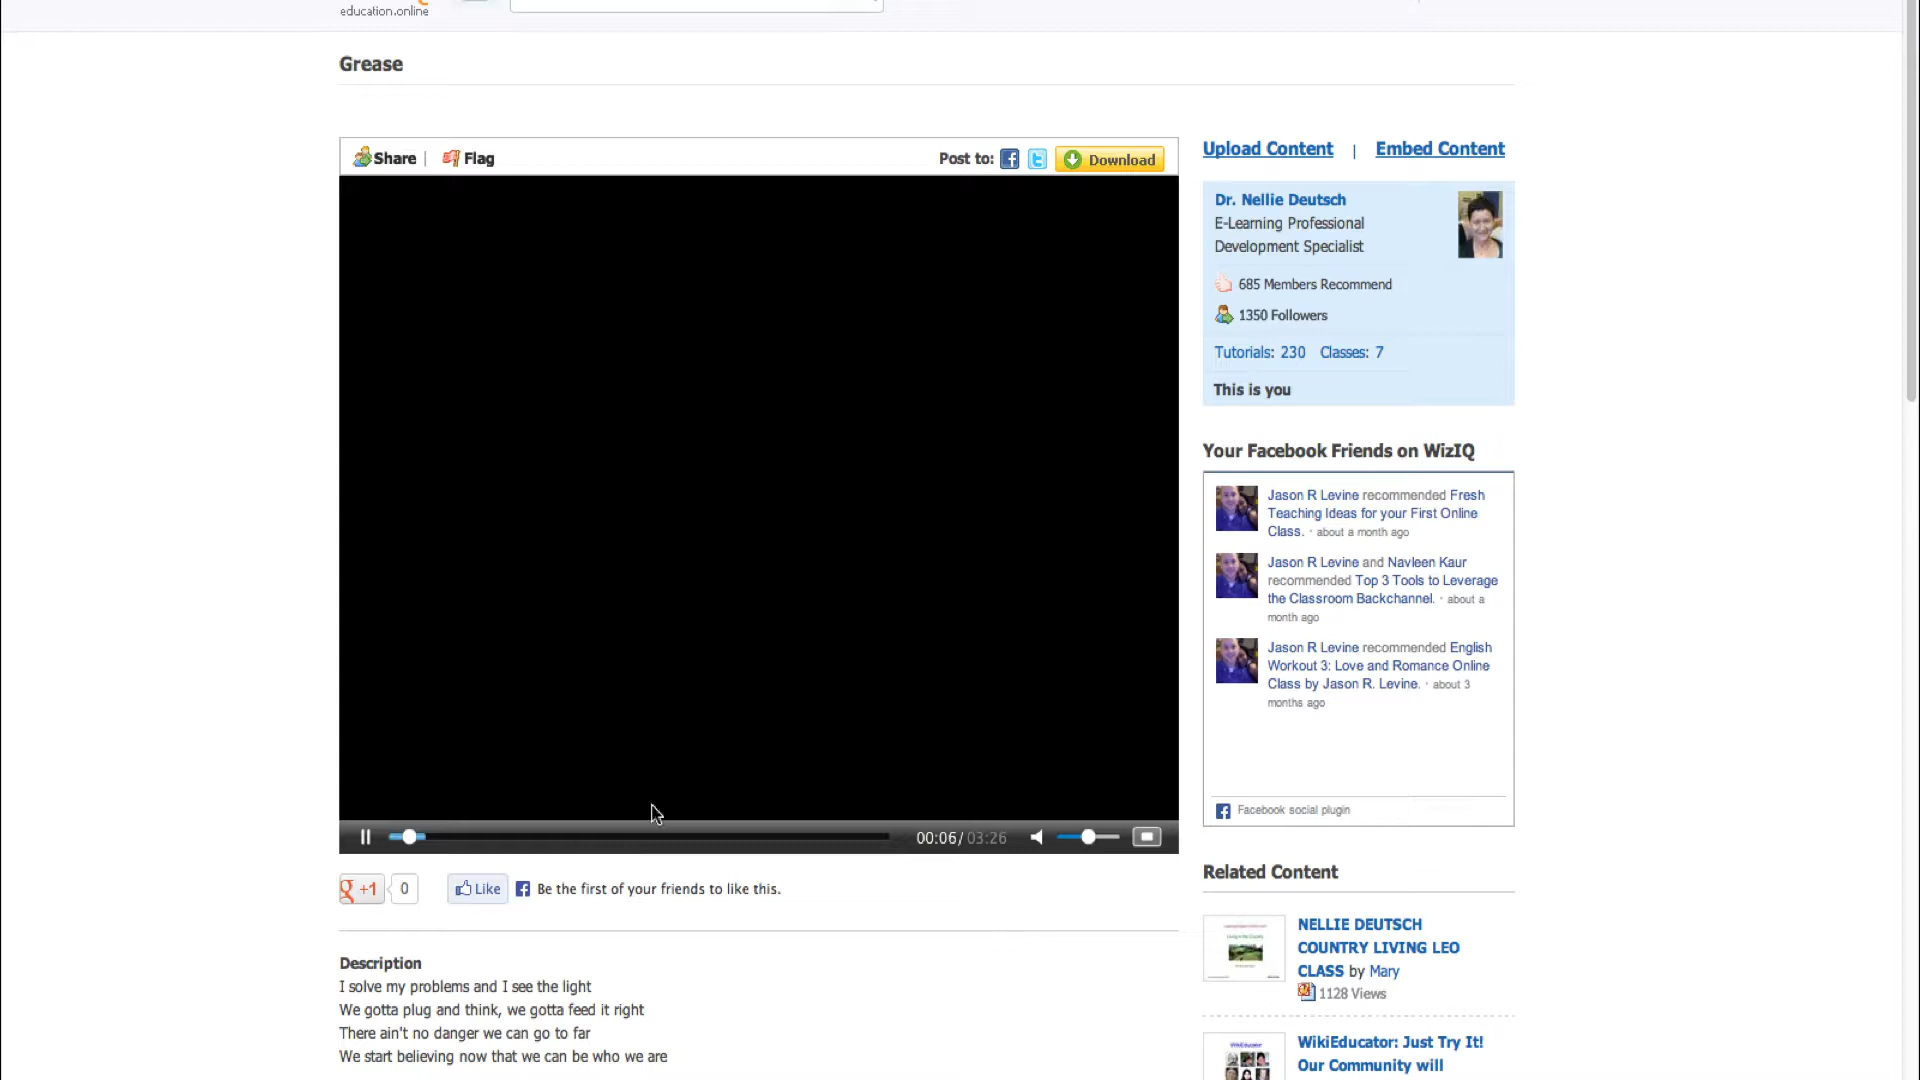 education.online
Grease
Share | Flag
Post to: Download
Upload Content | Embed Content
Dr. Nellie Deutsch
E-Learning Professional
Development Specialist
685 Members Recommend
1350 Followers
Tutorials: 230 Classes: 7
This is you
Your Facebook Friends on WizIQ
Jason R Levine recommended Fresh
Teaching Ideas for your First Online
Class. · about a month ago
Jason R Levine and Navleen Kaur
recommended Top 3 Tools to Leverage
the Classroom Backchannel. · about a
month ago
Jason R Levine recommended English
Workout 3: Love and Romance Online
Class by Jason R. Levine. · about 3
months ago
Facebook social plugin
00:06/ 03:26
g +1 0 Like Be the first of your friends to like this.
Related Content
NELLIE DEUTSCH
COUNTRY LIVING LEO
CLASS by Mary
1128 Views
WikiEducator: Just Try It!
Our Community will
Description
I solve my problems and I see the light
We gotta plug and think, we gotta feed it right
There ain't no danger we can go to far
We start believing now that we can be who we are